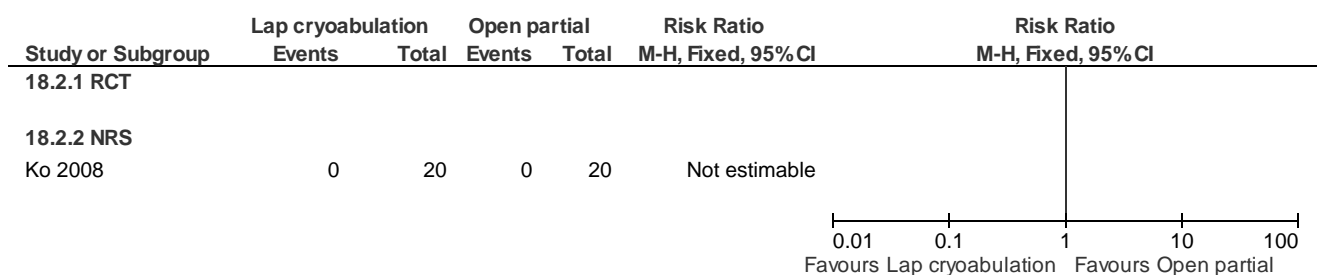 Lap cryoabulation Open partial Risk Ratio Risk Ratio
Study or Subgroup Events Total Events Total M-H, Fixed, 95% CI M-H, Fixed, 95% CI
18.2.1 RCT
18.2.2 NRS
Ko 2008 0 20 0 20 Not estimable
0.01 0.1 1 10 100
Favours Lap cryoabulation Favours Open partial